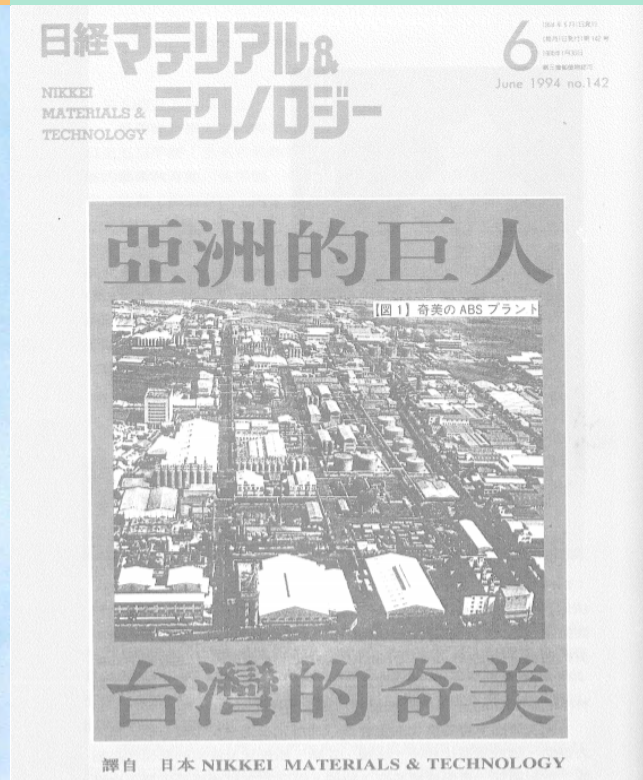 日経マテリアル&
テクノロジー
NIKKEI
MATERIALS &
TECHNOLOGY
6
June 1994 no.142
亞洲的巨人
【図1】奇美のABSプラント
台灣的奇美
譯自 日本 NIKKEI MATERIALS & TECHNOLOGY